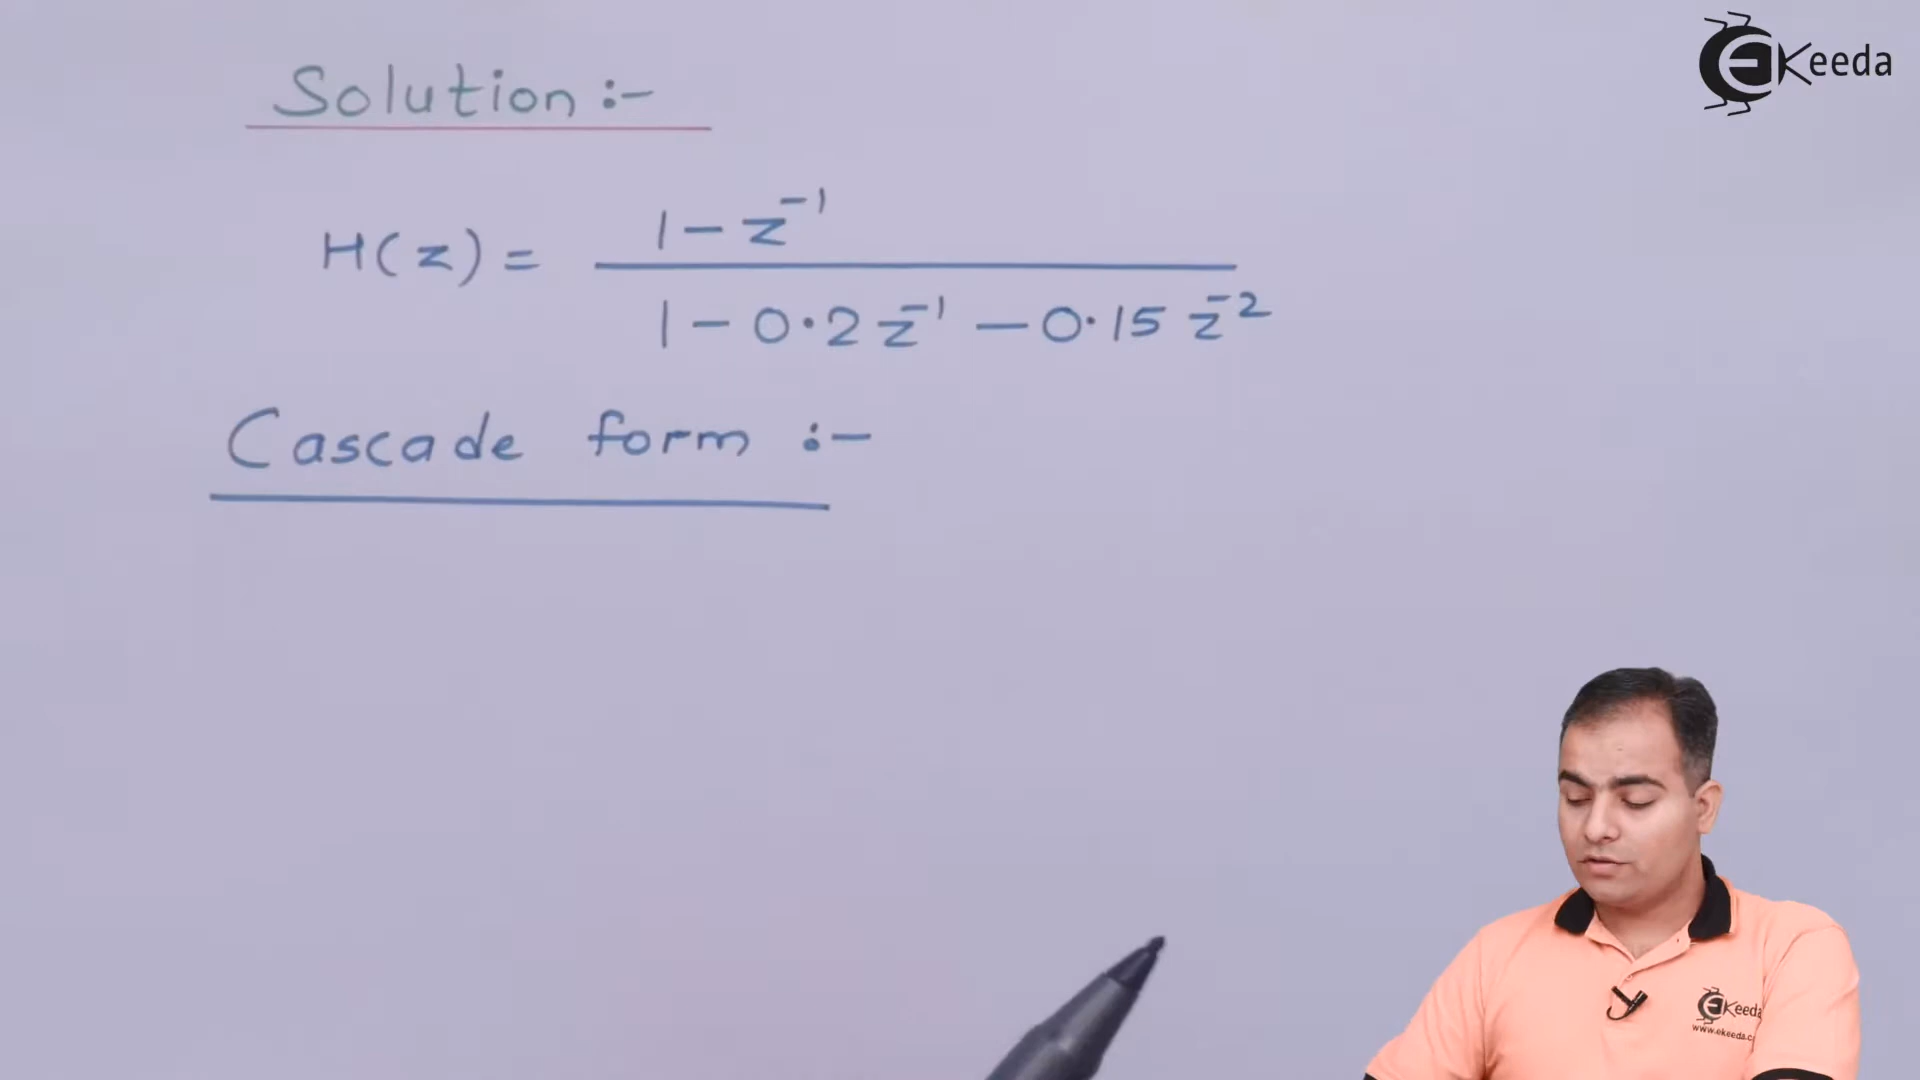 Solution :-
H(z) = 1 - z⁻¹ / 1 - 0.2 z⁻¹ - 0.15 z⁻²
Cascade form :-
EKeeda
EKeeda
www.ekeeda.c